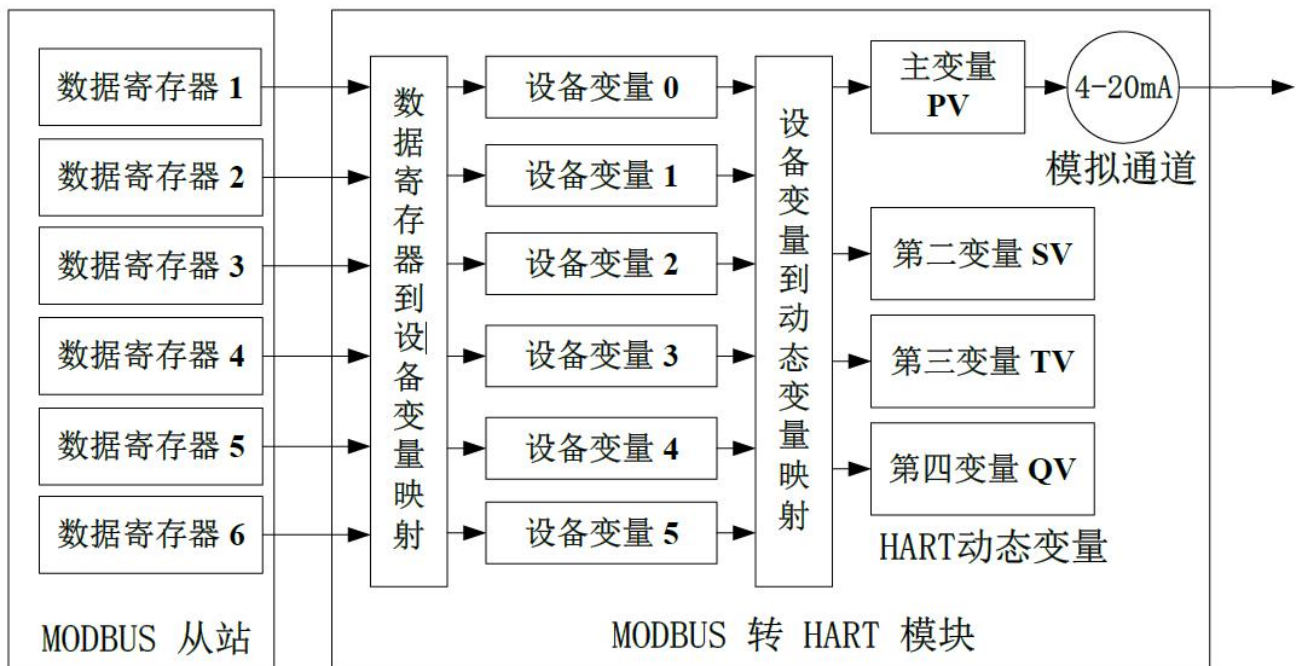 数据寄存器 1
数据寄存器 2
数据寄存器 3
数据寄存器 4
数据寄存器 5
数据寄存器 6
MODBUS 从站
数据寄存器到设备变量映射
设备变量 0
设备变量 1
设备变量 2
设备变量 3
设备变量 4
设备变量 5
设备变量到动态变量映射
主变量
PV
4-20mA
模拟通道
第二变量 SV
第三变量 TV
第四变量 QV
HART动态变量
MODBUS 转 HART 模块